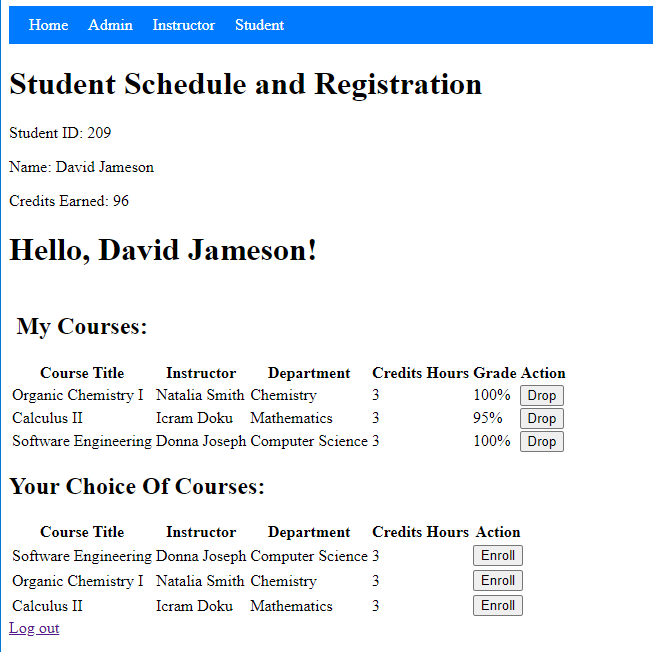 Home Admin Instructor Student
Student Schedule and Registration
Student ID: 209
Name: David Jameson
Credits Earned: 96
Hello, David Jameson!
My Courses:
Course Title Instructor Department Credits Hours Grade Action
Organic Chemistry I Natalia Smith Chemistry 3 100% Drop
Calculus II Icram Doku Mathematics 3 95% Drop
Software Engineering Donna Joseph Computer Science 3 100% Drop
Your Choice Of Courses:
Course Title Instructor Department Credits Hours Action
Software Engineering Donna Joseph Computer Science 3 Enroll
Organic Chemistry I Natalia Smith Chemistry 3 Enroll
Calculus II Icram Doku Mathematics 3 Enroll
Log out